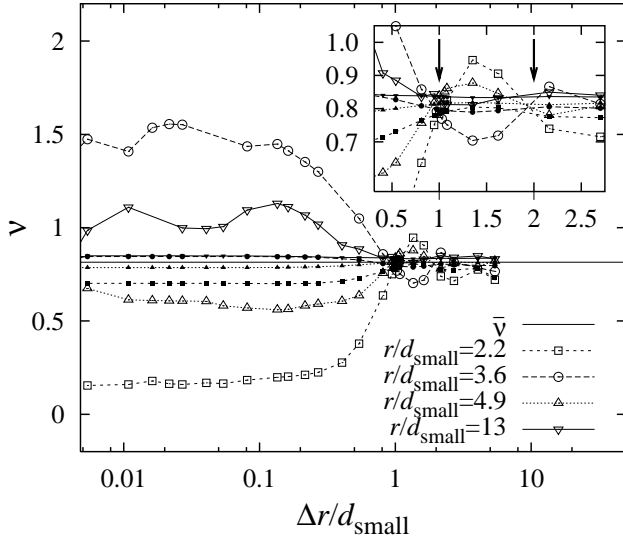 2
1.5
1
0.5
0
ν
0.01
0.1
1
10
Δr/d_small
1.0
0.9
0.8
0.7
0.5
1
1.5
2
2.5
ν̄
r/d_small=2.2
r/d_small=3.6
r/d_small=4.9
r/d_small=13